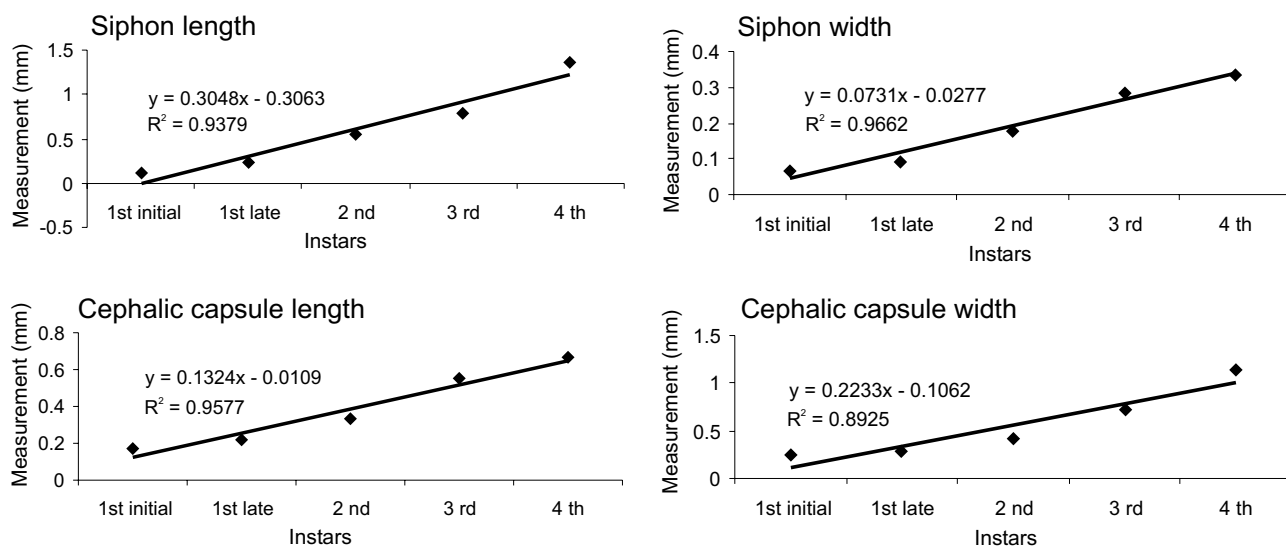 Siphon length
Measurement (mm)
1.5
1
0.5
0
-0.5
y = 0.3048x - 0.3063
R² = 0.9379
1st initial 1st late 2 nd 3 rd 4 th
Instars
Siphon width
Measurement (mm)
0.4
0.3
0.2
0.1
0
y = 0.0731x - 0.0277
R² = 0.9662
1st initial 1st late 2 nd 3 rd 4 th
Instars
Cephalic capsule length
Measurement (mm)
0.8
0.6
0.4
0.2
0
y = 0.1324x - 0.0109
R² = 0.9577
1st initial 1st late 2 nd 3 rd 4 th
Instars
Cephalic capsule width
Measurement (mm)
1.5
1
0.5
0
y = 0.2233x - 0.1062
R² = 0.8925
1st initial 1st late 2 nd 3 rd 4 th
Instars